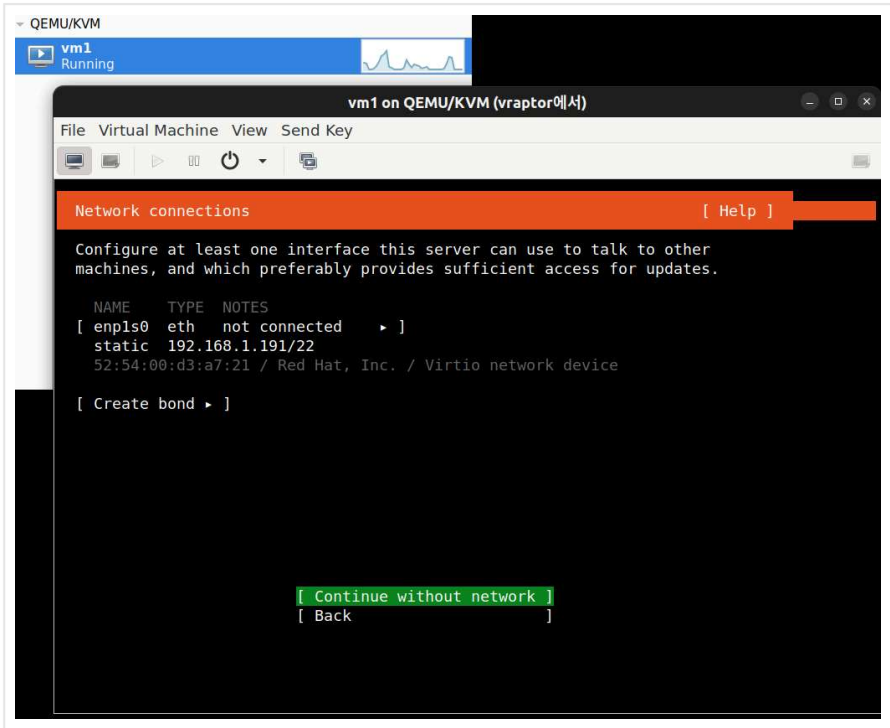 QEMU/KVM
vm1
Running
vm1 on QEMU/KVM (vraptor에서)
File Virtual Machine View Send Key
Network connections [ Help ]
Configure at least one interface this server can use to talk to other
machines, and which preferably provides sufficient access for updates.
NAME TYPE NOTES
[ enp1s0 eth not connected ▸ ]
static 192.168.1.191/22
52:54:00:d3:a7:21 / Red Hat, Inc. / Virtio network device
[ Create bond ▸ ]
[ Continue without network ]
[ Back ]